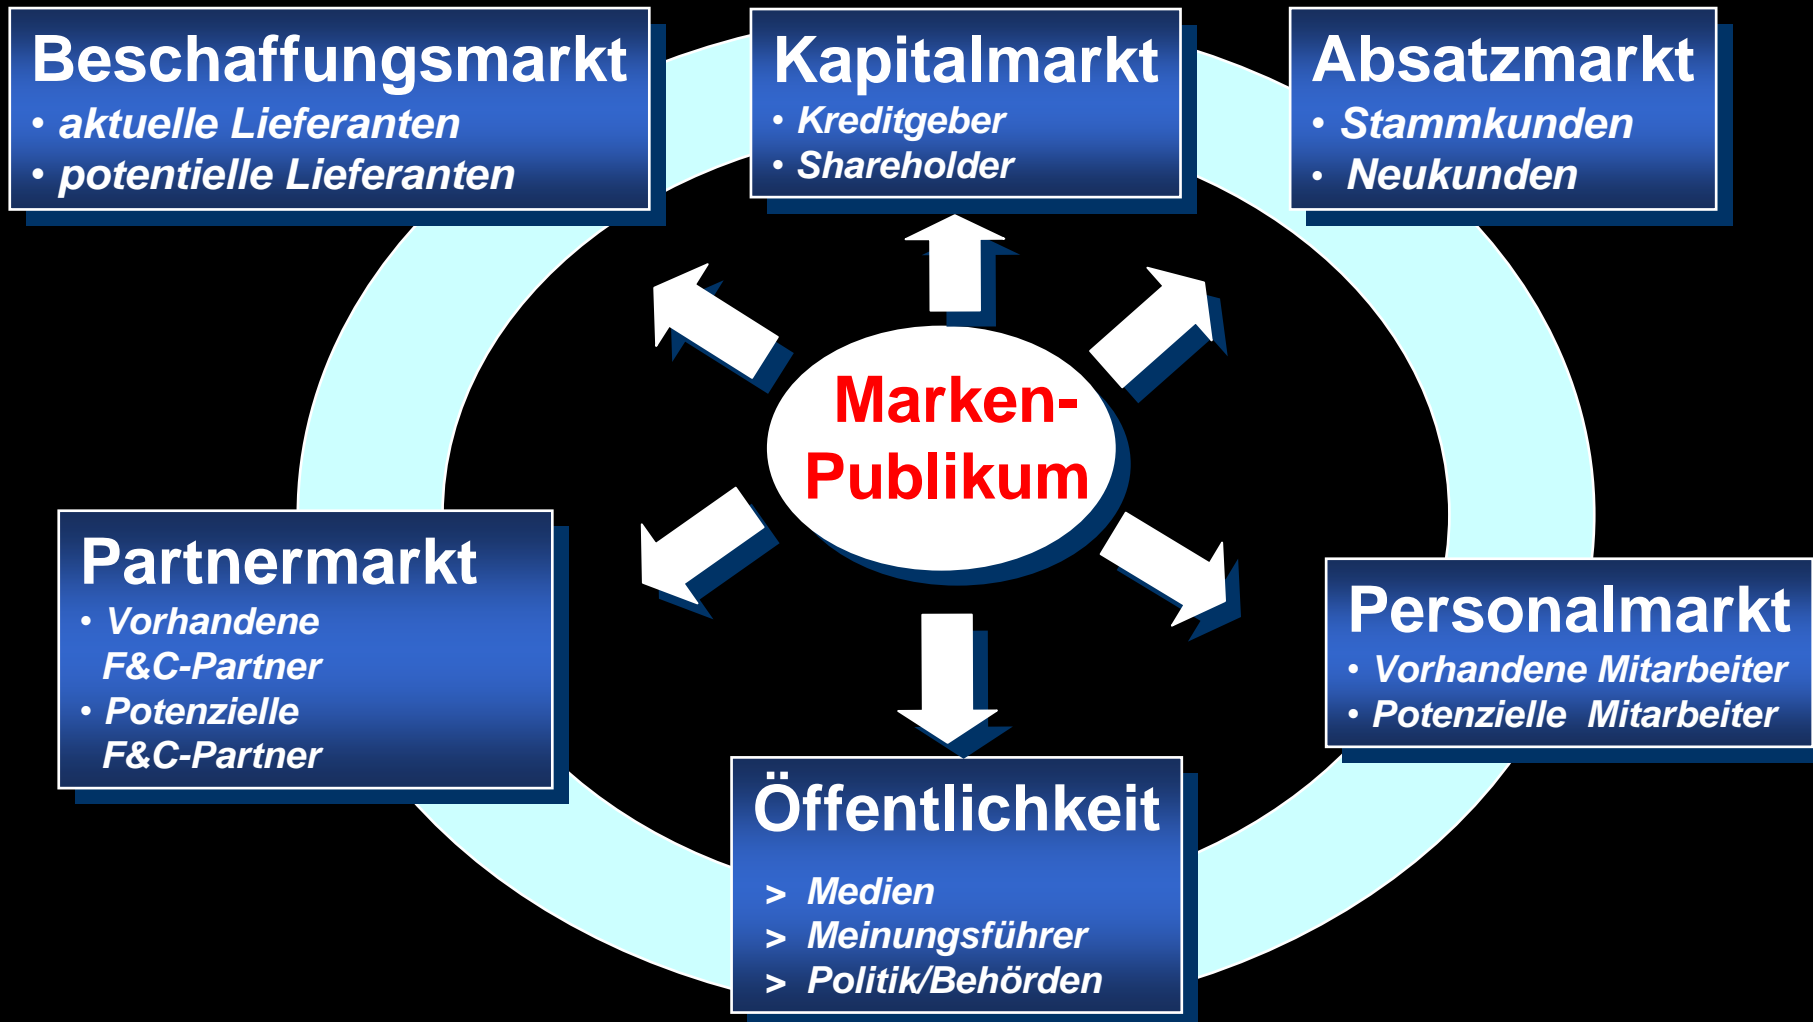 Beschaffungsmarkt
• aktuelle Lieferanten
• potentielle Lieferanten
Kapitalmarkt
• Kreditgeber
• Shareholder
Absatzmarkt
• Stammkunden
• Neukunden
Marken-
Publikum
Partnermarkt
• Vorhandene
F&C-Partner
• Potenzielle
F&C-Partner
Personalmarkt
• Vorhandene Mitarbeiter
• Potenzielle Mitarbeiter
Öffentlichkeit
> Medien
> Meinungsführer
> Politik/Behörden